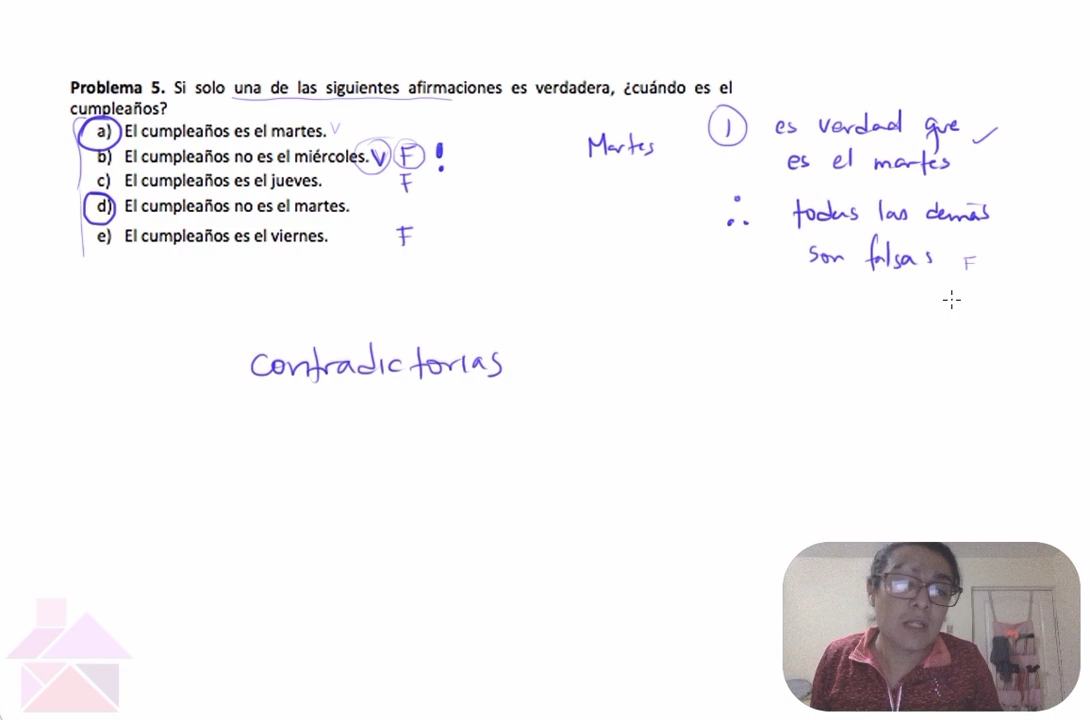 Problema 5. Si solo una de las siguientes afirmaciones es verdadera, ¿cuándo es el
cumpleaños?
a) El cumpleaños es el martes. V
b) El cumpleaños no es el miércoles. V F !
c) El cumpleaños es el jueves. F
d) El cumpleaños no es el martes.
e) El cumpleaños es el viernes. F
Martes
1 es verdad que ✓
es el martes
∴ todas las demás
son falsas F
contradictorias